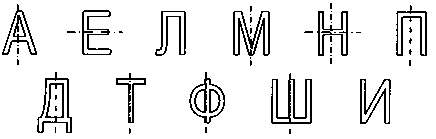 А Е Л М Н П
Д Т Ф Ш И